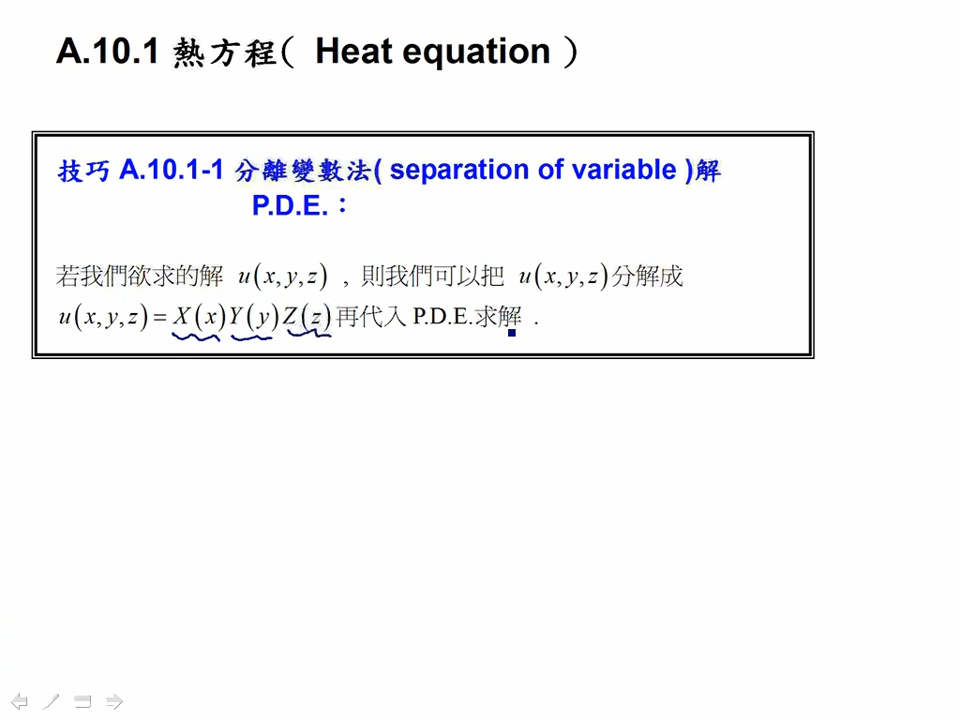 A.10.1 熱方程( Heat equation )
技巧 A.10.1-1 分離變數法( separation of variable )解
P.D.E.：
若我們欲求的解 u(x,y,z) , 則我們可以把 u(x,y,z)分解成
u(x,y,z)=X(x)Y(y)Z(z)再代入 P.D.E.求解 .